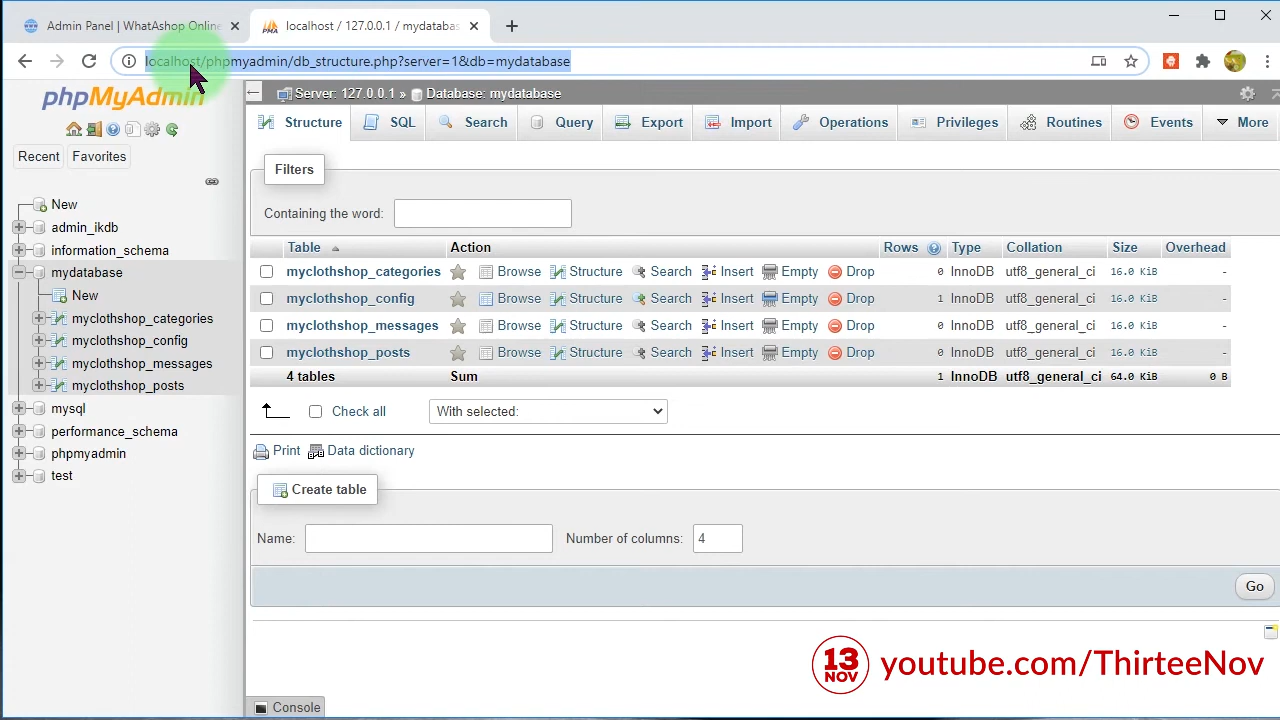 Admin Panel | WhatAshop Online
localhost / 127.0.0.1 / mydatabas
localhost/phpmyadmin/db_structure.php?server=1&db=mydatabase
phpMyAdmin
Recent Favorites
New
admin_ikdb
information_schema
mydatabase
New
myclothshop_categories
myclothshop_config
myclothshop_messages
myclothshop_posts
mysql
performance_schema
phpmyadmin
test
Server: 127.0.0.1 » Database: mydatabase
Structure SQL Search Query Export Import Operations Privileges Routines Events More
Filters
Containing the word:
Table Action Rows Type Collation Size Overhead
myclothshop_categories Browse Structure Search Insert Empty Drop 0 InnoDB utf8_general_ci 16.0 KiB -
myclothshop_config Browse Structure Search Insert Empty Drop 1 InnoDB utf8_general_ci 16.0 KiB -
myclothshop_messages Browse Structure Search Insert Empty Drop 0 InnoDB utf8_general_ci 16.0 KiB -
myclothshop_posts Browse Structure Search Insert Empty Drop 0 InnoDB utf8_general_ci 16.0 KiB -
4 tables Sum 1 InnoDB utf8_general_ci 64.0 KiB 0 B
Check all With selected:
Print Data dictionary
Create table
Name: Number of columns: 4
Go
13 NOV youtube.com/ThirteeNov
Console